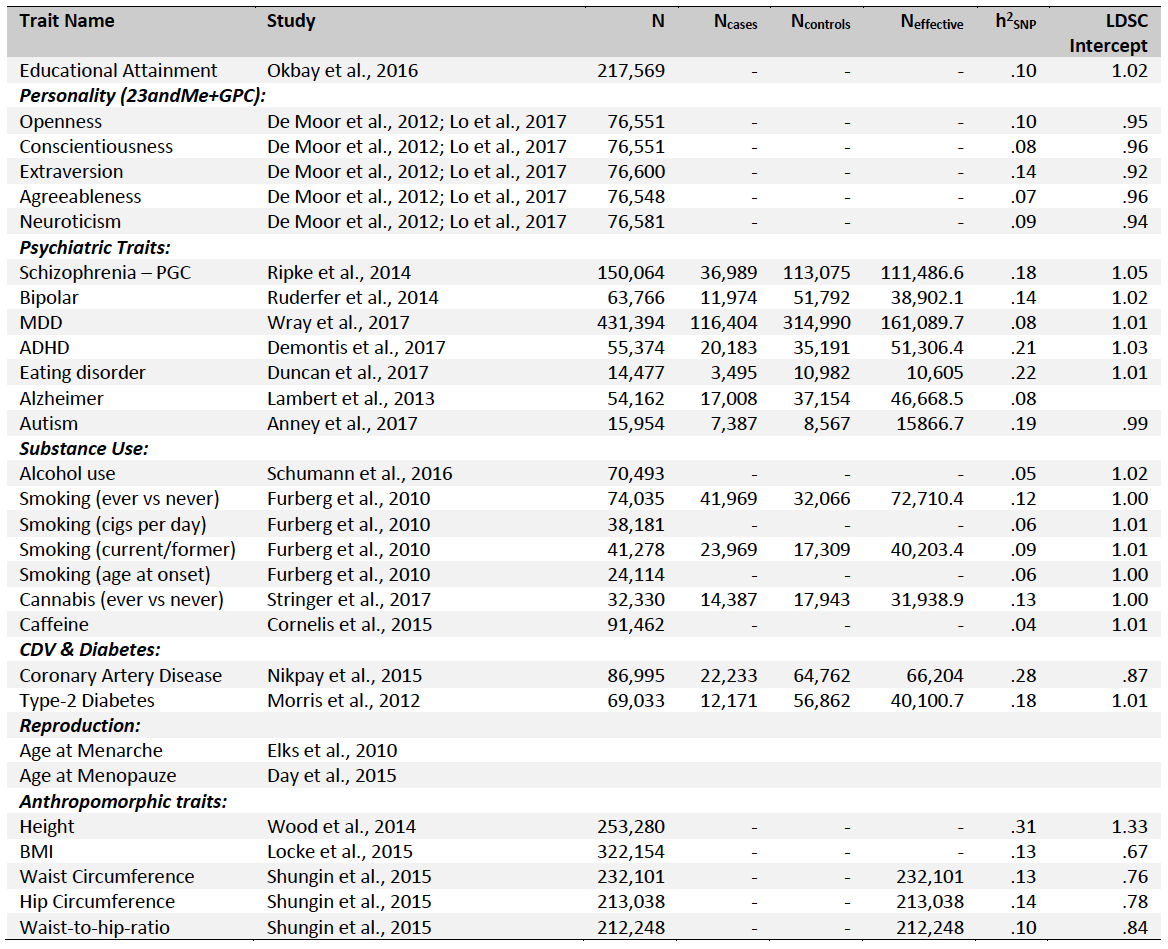 Trait Name Study N Ncases Ncontrols Neffective h²SNP LDSC
Intercept
Educational Attainment Okbay et al., 2016 217,569 - - - .10 1.02
Personality (23andMe+GPC):
Openness De Moor et al., 2012; Lo et al., 2017 76,551 - - - .10 .95
Conscientiousness De Moor et al., 2012; Lo et al., 2017 76,551 - - - .08 .96
Extraversion De Moor et al., 2012; Lo et al., 2017 76,600 - - - .14 .92
Agreeableness De Moor et al., 2012; Lo et al., 2017 76,548 - - - .07 .96
Neuroticism De Moor et al., 2012; Lo et al., 2017 76,581 - - - .09 .94
Psychiatric Traits:
Schizophrenia – PGC Ripke et al., 2014 150,064 36,989 113,075 111,486.6 .18 1.05
Bipolar Ruderfer et al., 2014 63,766 11,974 51,792 38,902.1 .14 1.02
MDD Wray et al., 2017 431,394 116,404 314,990 161,089.7 .08 1.01
ADHD Demontis et al., 2017 55,374 20,183 35,191 51,306.4 .21 1.03
Eating disorder Duncan et al., 2017 14,477 3,495 10,982 10,605 .22 1.01
Alzheimer Lambert et al., 2013 54,162 17,008 37,154 46,668.5 .08
Autism Anney et al., 2017 15,954 7,387 8,567 15866.7 .19 .99
Substance Use:
Alcohol use Schumann et al., 2016 70,493 - - - .05 1.02
Smoking (ever vs never) Furberg et al., 2010 74,035 41,969 32,066 72,710.4 .12 1.00
Smoking (cigs per day) Furberg et al., 2010 38,181 - - - .06 1.01
Smoking (current/former) Furberg et al., 2010 41,278 23,969 17,309 40,203.4 .09 1.01
Smoking (age at onset) Furberg et al., 2010 24,114 - - - .06 1.00
Cannabis (ever vs never) Stringer et al., 2017 32,330 14,387 17,943 31,938.9 .13 1.00
Caffeine Cornelis et al., 2015 91,462 - - - .04 1.01
CDV & Diabetes:
Coronary Artery Disease Nikpay et al., 2015 86,995 22,233 64,762 66,204 .28 .87
Type-2 Diabetes Morris et al., 2012 69,033 12,171 56,862 40,100.7 .18 1.01
Reproduction:
Age at Menarche Elks et al., 2010
Age at Menopauze Day et al., 2015
Anthropomorphic traits:
Height Wood et al., 2014 253,280 - - - .31 1.33
BMI Locke et al., 2015 322,154 - - - .13 .67
Waist Circumference Shungin et al., 2015 232,101 - - 232,101 .13 .76
Hip Circumference Shungin et al., 2015 213,038 - - 213,038 .14 .78
Waist-to-hip-ratio Shungin et al., 2015 212,248 - - 212,248 .10 .84